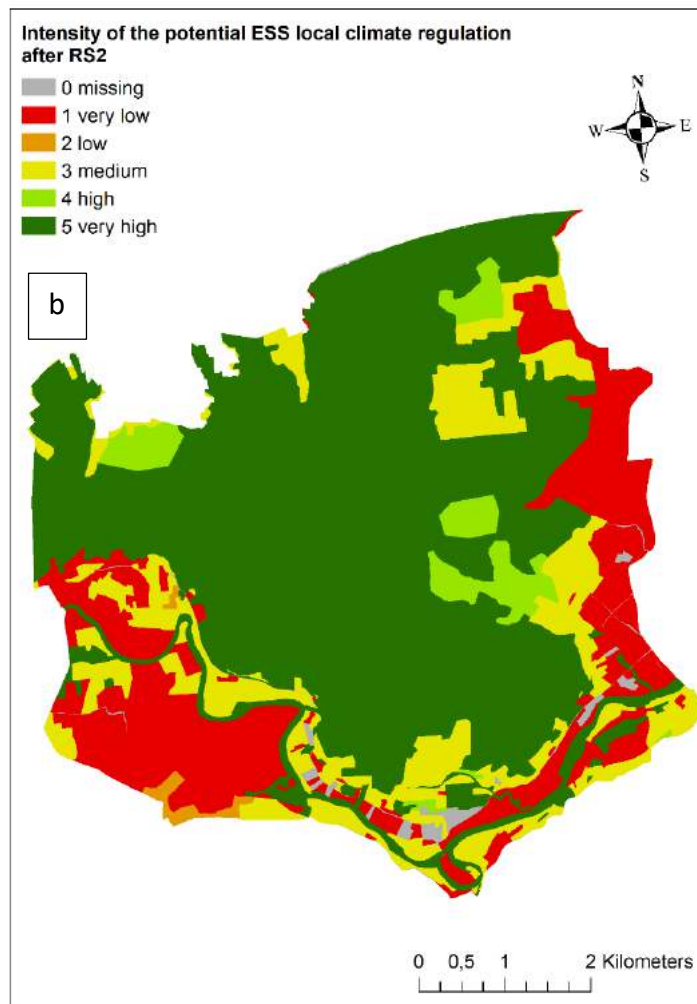 Intensity of the potential ESS local climate regulation
after RS2
0 missing
1 very low
2 low
3 medium
4 high
5 very high
N
W E
S
b
0 0,5 1 2 Kilometers